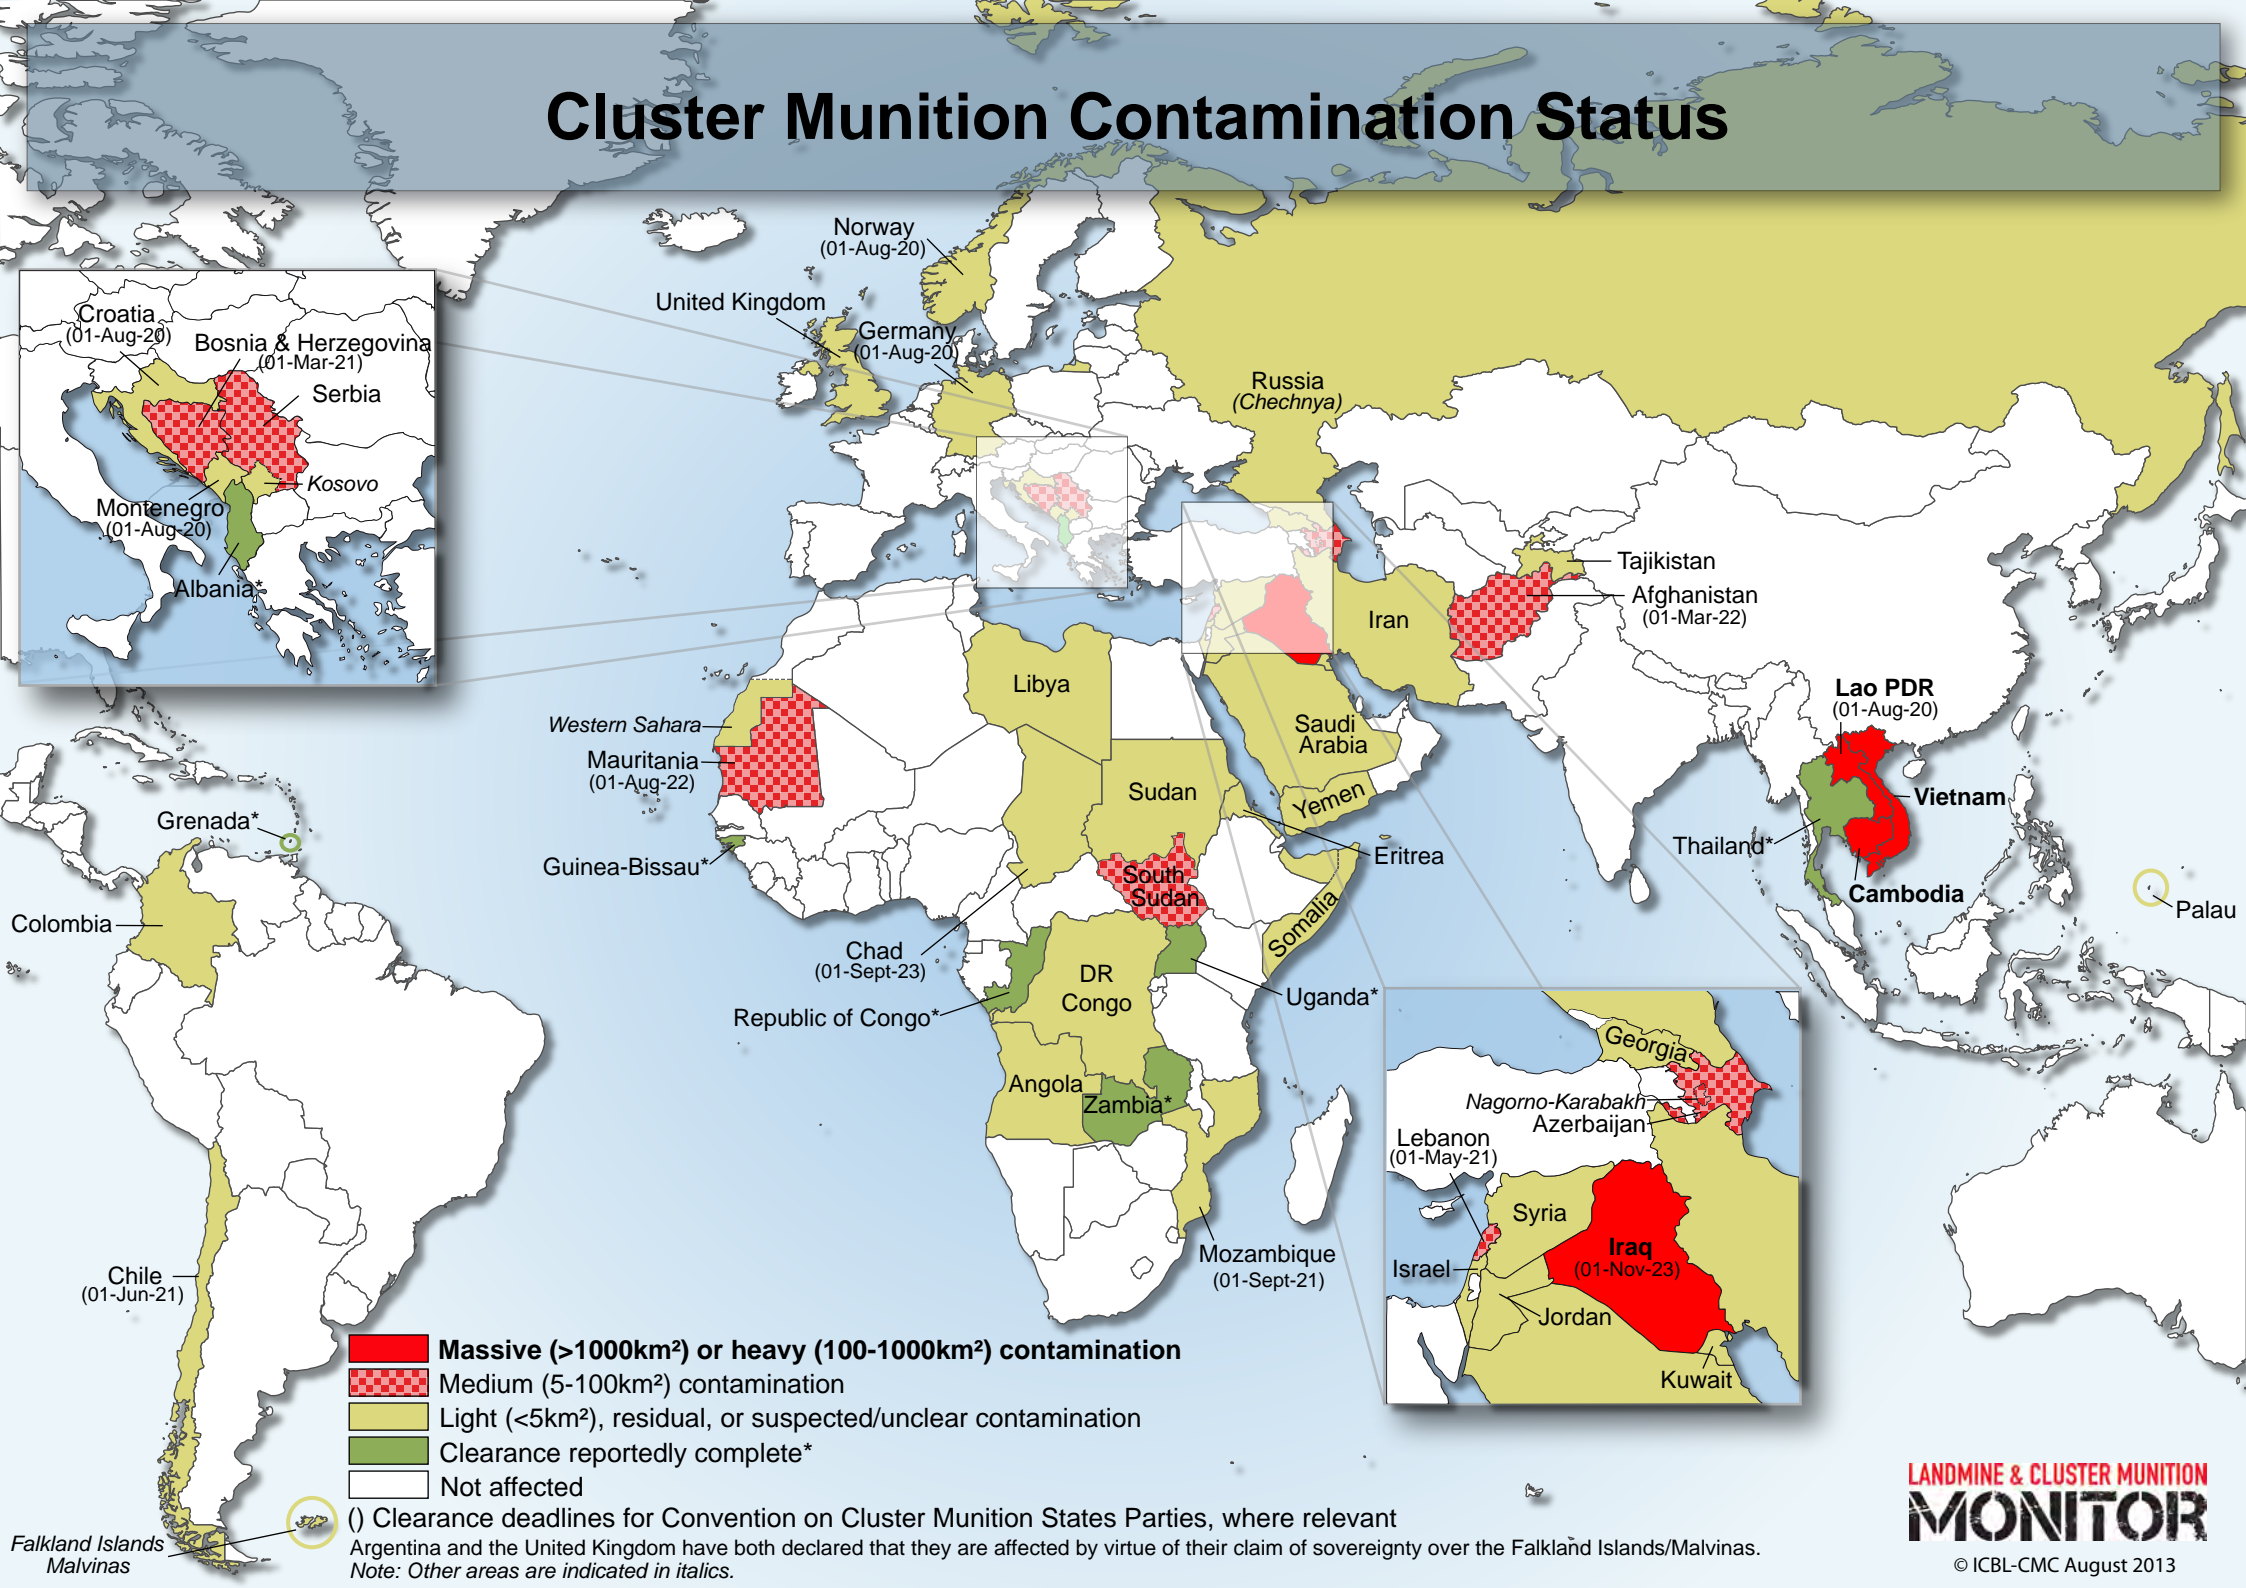 Cluster Munition Contamination Status
Norway
(01-Aug-20)
United Kingdom
Germany
(01-Aug-20)
Russia
(Chechnya)
Croatia
(01-Aug-20)
Bosnia & Herzegovina
(01-Mar-21)
Serbia
Kosovo
Montenegro
(01-Aug-20)
Albania*
Tajikistan
Afghanistan
(01-Mar-22)
Iran
Libya
Western Sahara
Mauritania
(01-Aug-22)
Saudi
Arabia
Lao PDR
(01-Aug-20)
Vietnam
Thailand*
Cambodia
Palau
Grenada*
Guinea-Bissau*
Sudan
Yemen
Eritrea
South
Sudan
Somalia
Colombia
Chad
(01-Sept-23)
DR
Congo
Republic of Congo*
Uganda*
Angola
Zambia*
Mozambique
(01-Sept-21)
Chile
(01-Jun-21)
Georgia
Nagorno-Karabakh
Azerbaijan
Lebanon
(01-May-21)
Syria
Iraq
(01-Nov-23)
Israel
Jordan
Kuwait
Massive (>1000km²) or heavy (100-1000km²) contamination
Medium (5-100km²) contamination
Light (<5km²), residual, or suspected/unclear contamination
Clearance reportedly complete*
Not affected
() Clearance deadlines for Convention on Cluster Munition States Parties, where relevant
Argentina and the United Kingdom have both declared that they are affected by virtue of their claim of sovereignty over the Falkland Islands/Malvinas.
Note: Other areas are indicated in italics.
Falkland Islands
Malvinas
LANDMINE & CLUSTER MUNITION
MONITOR
© ICBL-CMC August 2013